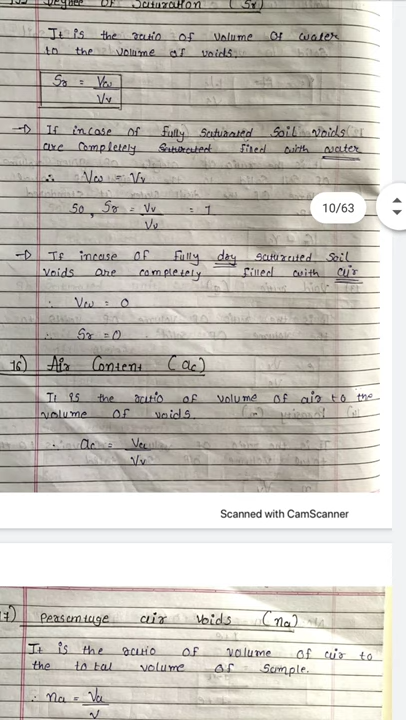 Degree OF Saturation (Sr)
It is the ratio of volume Of water
to the volume of voids.
Sr = Vw
Vv
→ If incase of fully Saturated Soil voids
are Completely filled with water
∴ Vw = Vv
So, Sr = Vv = 1
Vv
10/63
→ If incase OF Fully dry saturated Soil
Voids are completely filled with air
∴ Vw = 0
∴ Sr = 0
16) Air Content (ac)
It is the ratio of volume of air to the
volume of voids.
∴ ac = Va
Vv
Scanned with CamScanner
17) Persentage air Voids (na)
It is the ratio of volume of air to
the total volume of Sample.
∴ na = Va
V